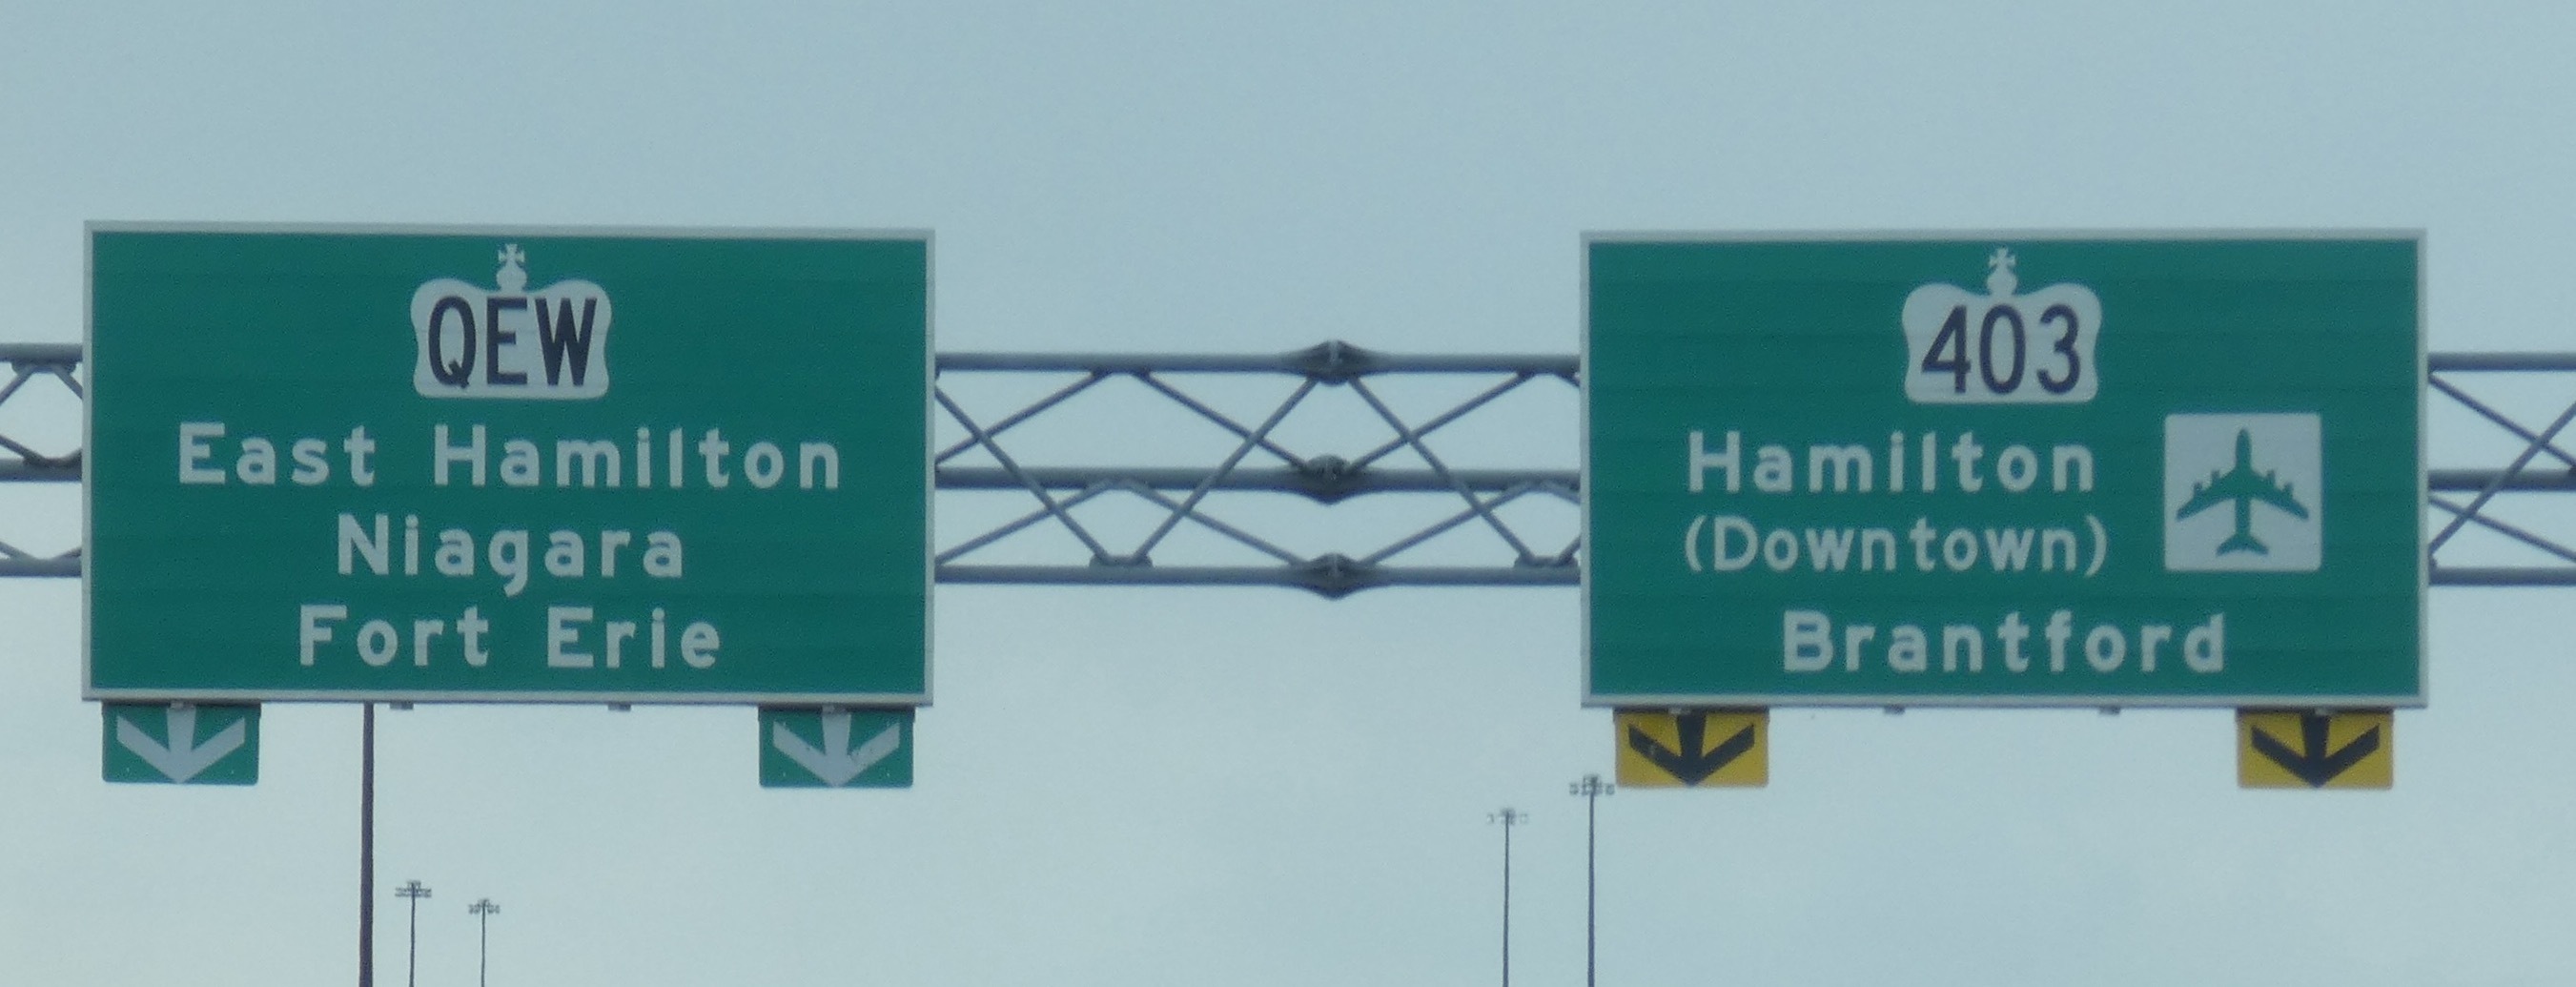 QEW
East Hamilton
Niagara
Fort Erie
403
Hamilton
(Downtown)
Brantford